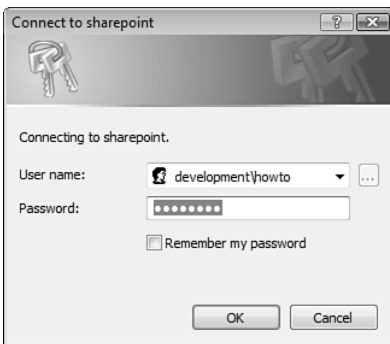 Connect to sharepoint
Connecting to sharepoint.
User name: development\howto ...
Password: ••••••••
Remember my password
OK Cancel